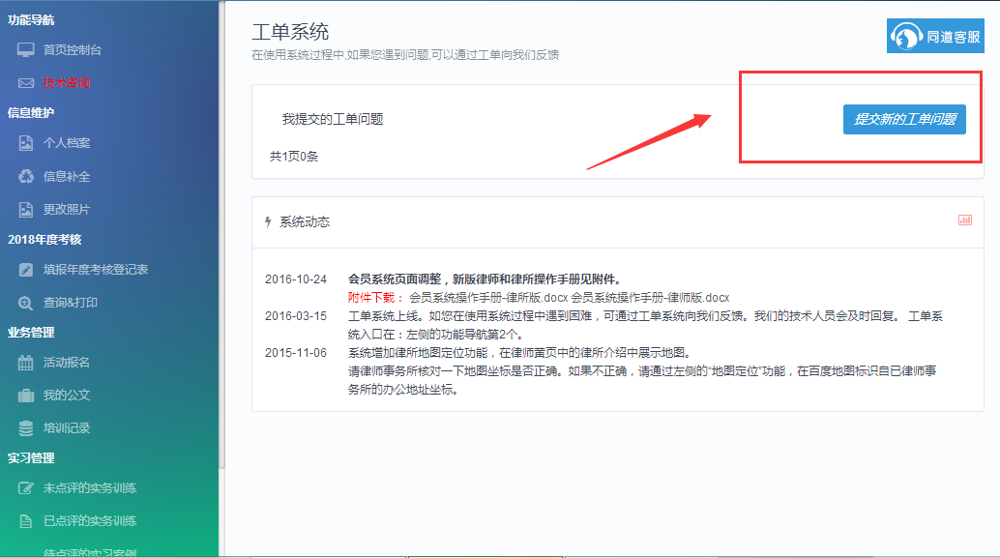 功能导航
首页控制台
技术咨询
信息维护
个人档案
信息补全
更改照片
2018年度考核
填报年度考核登记表
查询&打印
业务管理
活动报名
我的公文
培训记录
实习管理
未点评的实务训练
已点评的实务训练
待点评的实习案例
工单系统
在使用系统过程中,如果您遇到问题,可以通过工单向我们反馈
同道客服
我提交的工单问题
提交新的工单问题
共1页0条
系统动态
2016-10-24 会员系统页面调整，新版律师和律所操作手册见附件。
附件下载： 会员系统操作手册-律所版.docx 会员系统操作手册-律师版.docx
2016-03-15 工单系统上线。如您在使用系统过程中遇到困难，可通过工单系统向我们反馈。我们的技术人员会及时回复。 工单系
统入口在：左侧的功能导航第2个。
2015-11-06 系统增加律所地图定位功能，在律师黄页中的律所介绍中展示地图。
请律师事务所核对一下地图坐标是否正确。如果不正确，请通过左侧的“地图定位”功能，在百度地图标识自已律师事
务所的办公地址坐标。